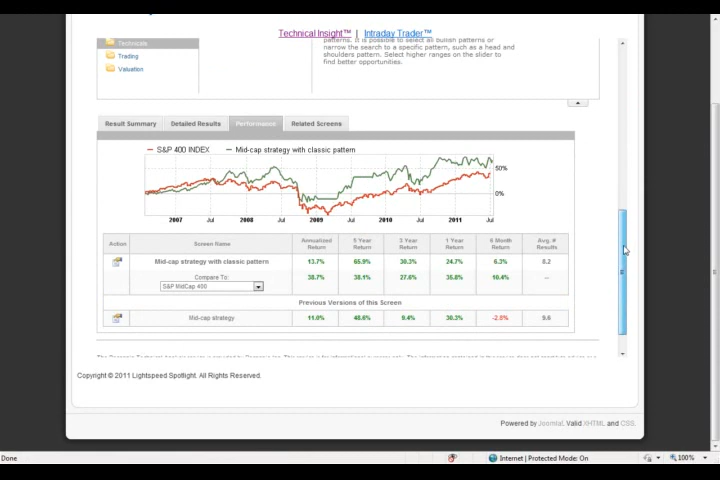 Technical Insight™ | Intraday Trader™
Technicals
Trading
Valuation
patterns. It is possible to select all bullish patterns or
narrow the search to a specific pattern, such as a head and
shoulders pattern. Select higher ranges on the slider to
find better opportunities.
Result Summary Detailed Results Performance Related Screens
S&P 400 INDEX Mid-cap strategy with classic pattern
50%
0%
2007 Jul 2008 Jul 2009 Jul 2010 Jul 2011 Jul
Action Screen Name Annualized Return 5 Year Return 3 Year Return 1 Year Return 6 Month Return Avg. # Results
Mid-cap strategy with classic pattern 13.7% 65.9% 30.3% 24.7% 6.3% 8.2
Compare To: 38.7% 38.1% 27.6% 35.8% 10.4% --
S&P MidCap 400
Previous Versions of this Screen
Mid-cap strategy 11.0% 48.6% 9.4% 30.3% -2.8% 9.6
Copyright © 2011 Lightspeed Spotlight. All Rights Reserved.
Powered by Joomla!. Valid XHTML and CSS.
Done Internet | Protected Mode: On 100%